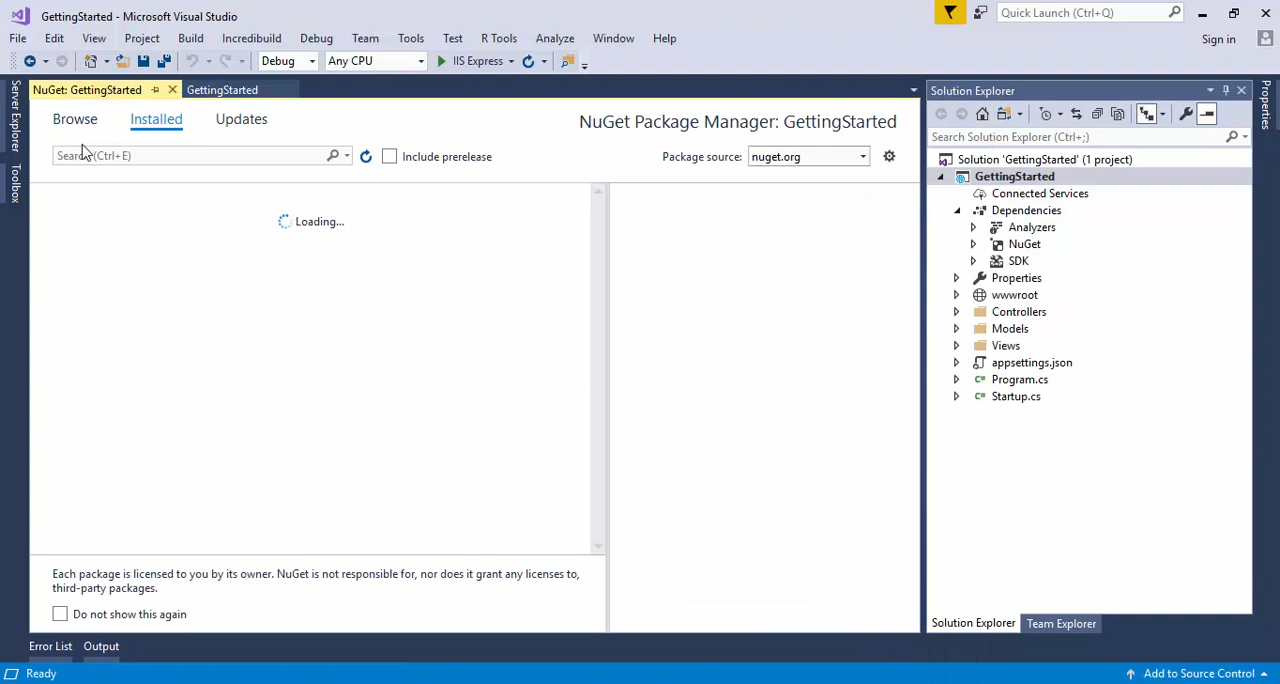 GettingStarted - Microsoft Visual Studio
Quick Launch (Ctrl+Q)
File Edit View Project Build Incredibuild Debug Team Tools Test R Tools Analyze Window Help
Sign in
Debug Any CPU IIS Express
Server Explorer
Toolbox
NuGet: GettingStarted
GettingStarted
Browse Installed Updates
NuGet Package Manager: GettingStarted
(Ctrl+E)
Include prerelease
Package source: nuget.org
Loading...
Each package is licensed to you by its owner. NuGet is not responsible for, nor does it grant any licenses to,
third-party packages.
Do not show this again
Solution Explorer
Search Solution Explorer (Ctrl+;)
Solution 'GettingStarted' (1 project)
GettingStarted
Connected Services
Dependencies
Analyzers
NuGet
SDK
Properties
wwwroot
Controllers
Models
Views
appsettings.json
C# Program.cs
C# Startup.cs
Solution Explorer Team Explorer
Properties
Error List Output
Ready
Add to Source Control